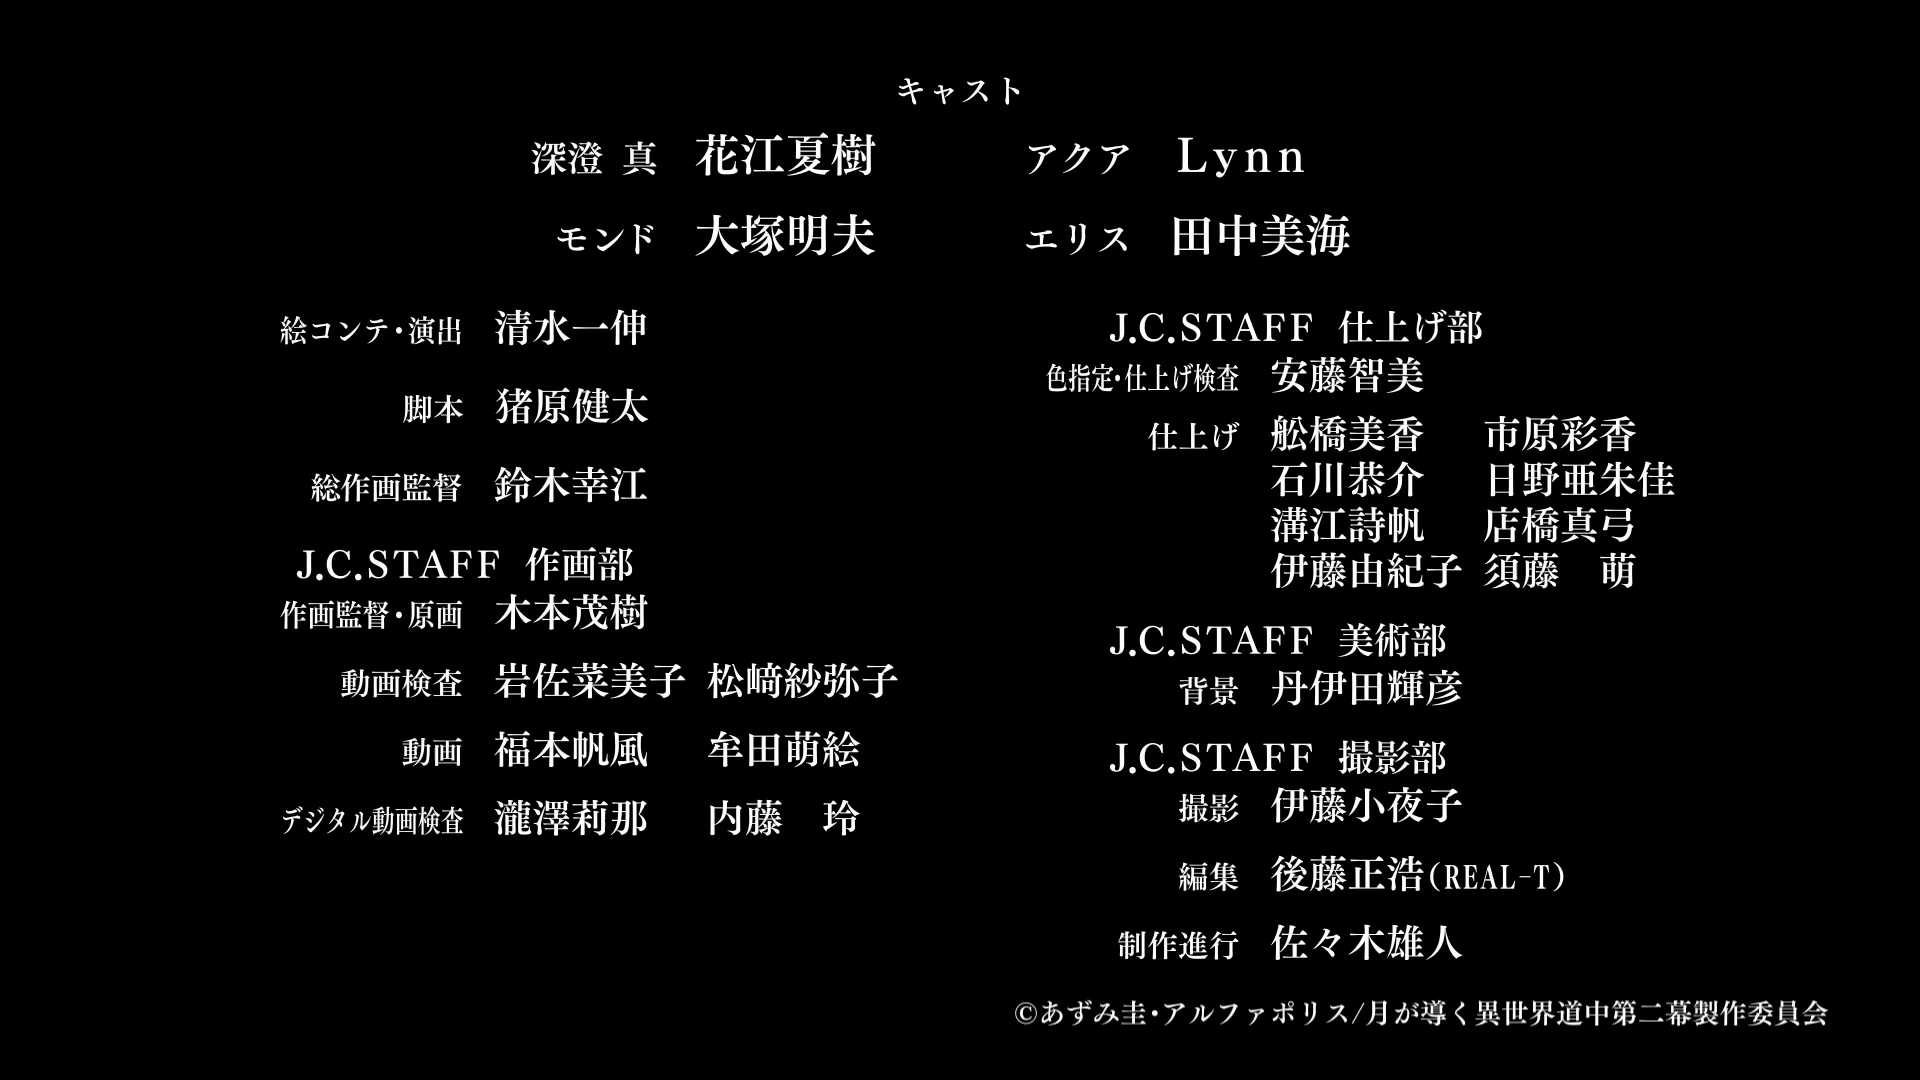 キャスト
深澄 真 花江夏樹 アクア Lynn
モンド 大塚明夫 エリス 田中美海
絵コンテ・演出 清水一伸
脚本 猪原健太
総作画監督 鈴木幸江
J.C.STAFF 作画部
作画監督・原画 木本茂樹
動画検査 岩佐菜美子 松﨑紗弥子
動画 福本帆風 牟田萌絵
デジタル動画検査 瀧澤莉那 内藤 玲
J.C.STAFF 仕上げ部
色指定・仕上げ検査 安藤智美
仕上げ 舩橋美香 市原彩香
石川恭介 日野亜朱佳
溝江詩帆 店橋真弓
伊藤由紀子 須藤 萌
J.C.STAFF 美術部
背景 丹伊田輝彦
J.C.STAFF 撮影部
撮影 伊藤小夜子
編集 後藤正浩(REAL-T)
制作進行 佐々木雄人
©あずみ圭・アルファポリス/月が導く異世界道中第二幕製作委員会